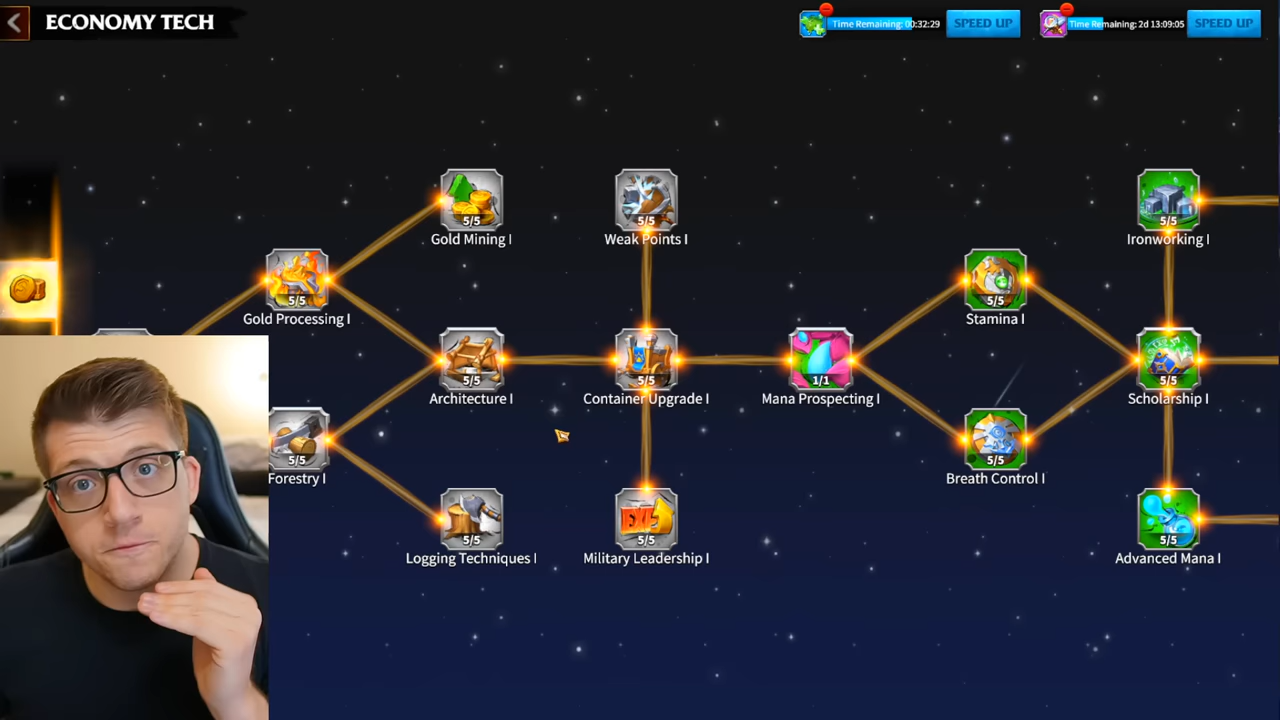 ECONOMY TECH
Time Remaining: 00:32:29
SPEED UP
Time Remaining: 2d 13:09:05
SPEED UP
5/5
Gold Mining I
5/5
Weak Points I
5/5
Ironworking I
5/5
Gold Processing I
5/5
Stamina I
5/5
Architecture I
5/5
Container Upgrade I
1/1
Mana Prospecting I
5/5
Scholarship I
5/5
Forestry I
5/5
Breath Control I
5/5
Logging Techniques I
EXP
5/5
Military Leadership I
5/5
Advanced Mana I